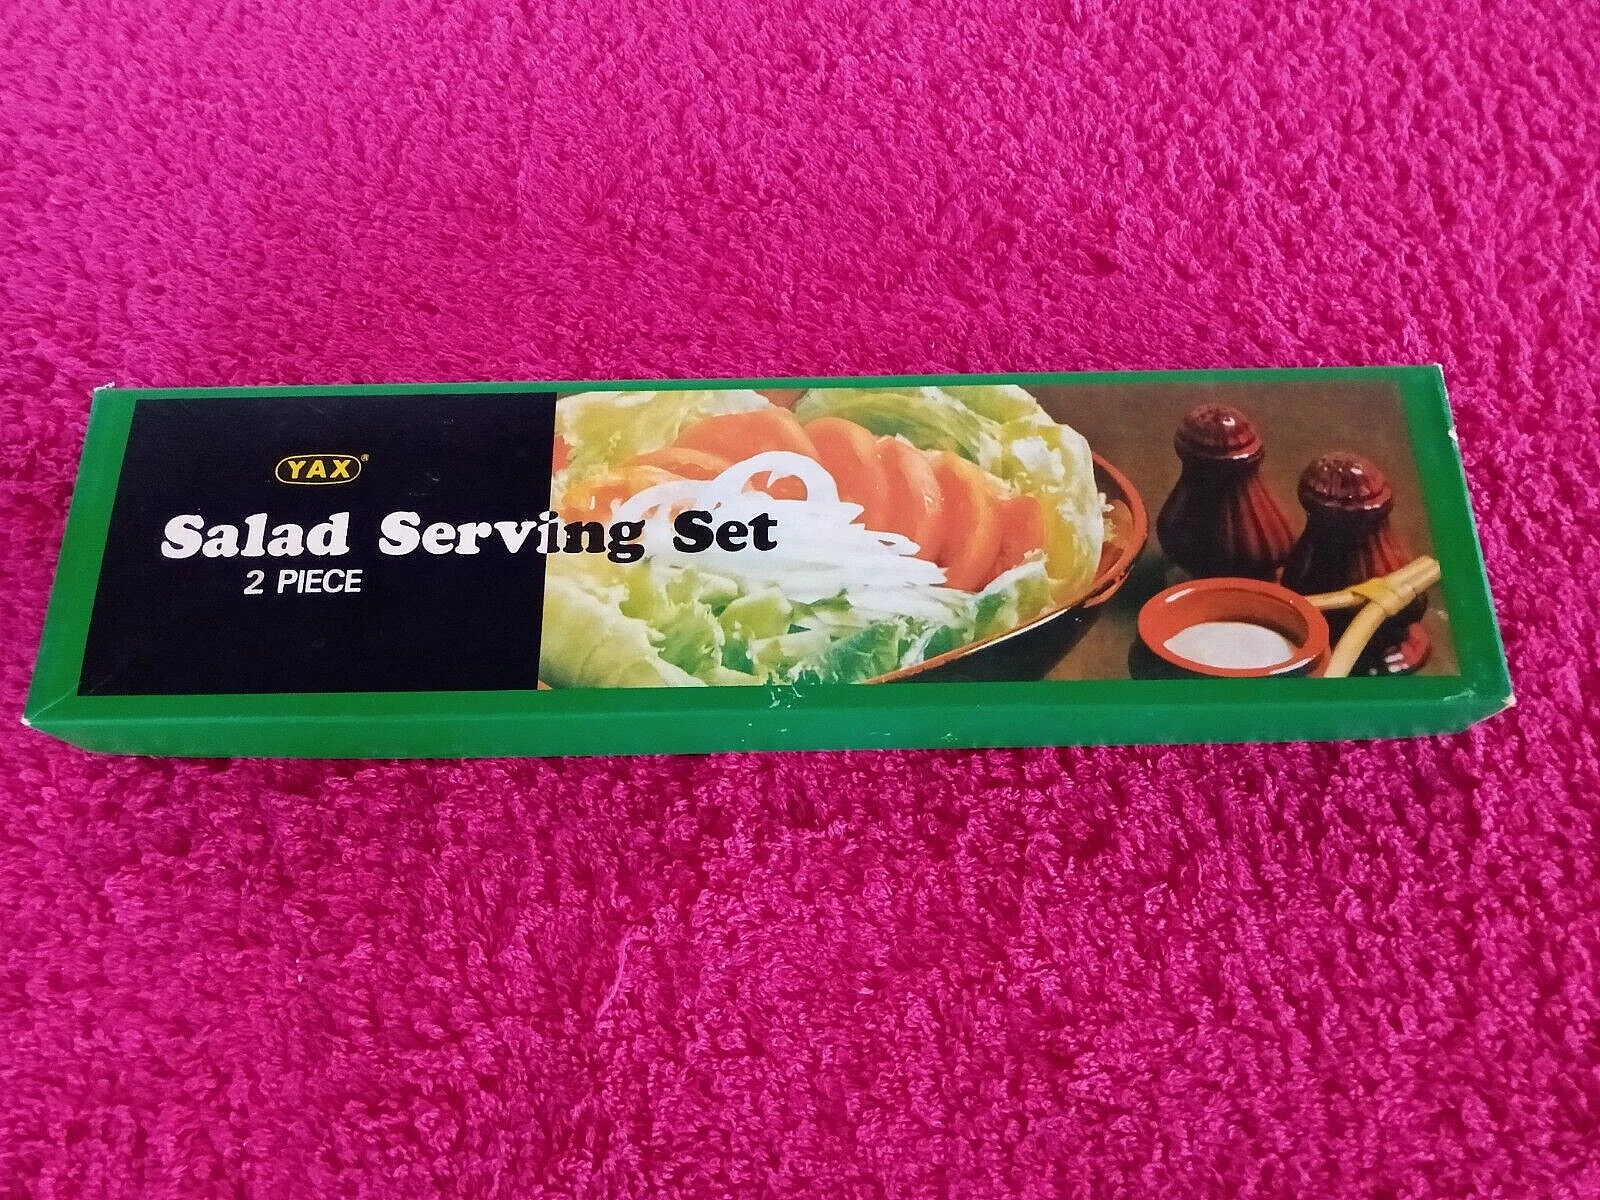 YAX®
Salad Serving Set
2 PIECE